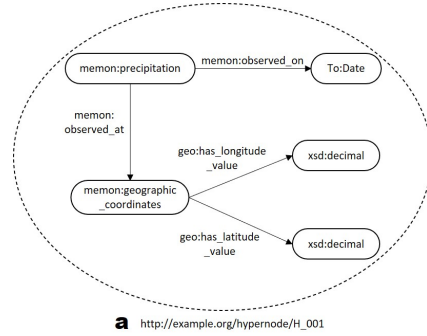 memon:observed_on
memon:precipitation
To:Date
memon:
observed_at
geo:has_longitude
_value
xsd:decimal
memon:geographic
_coordinates
geo:has_latitude
_value
xsd:decimal
a http://example.org/hypernode/H_001